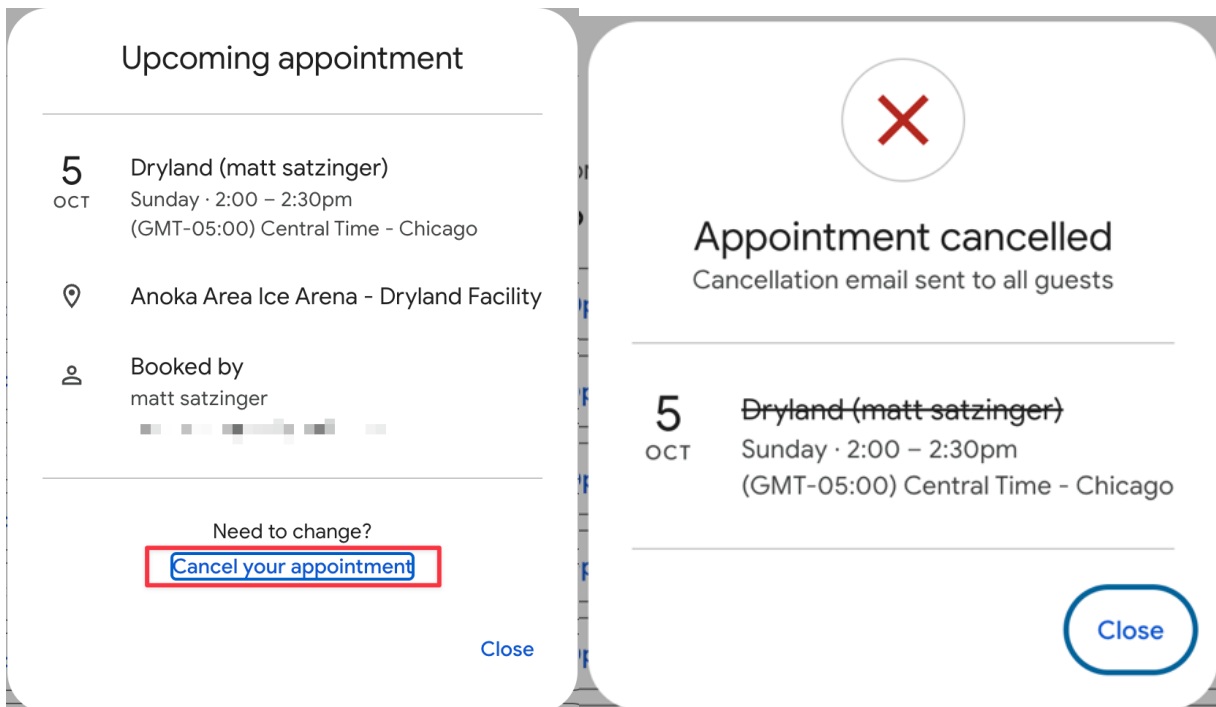 Upcoming appointment
5
OCT
Dryland (matt satzinger)
Sunday · 2:00 – 2:30pm
(GMT-05:00) Central Time - Chicago
Anoka Area Ice Arena - Dryland Facility
Booked by
matt satzinger
Need to change?
Cancel your appointment
Close
Appointment cancelled
Cancellation email sent to all guests
5
OCT
Dryland (matt satzinger)
Sunday · 2:00 – 2:30pm
(GMT-05:00) Central Time - Chicago
Close